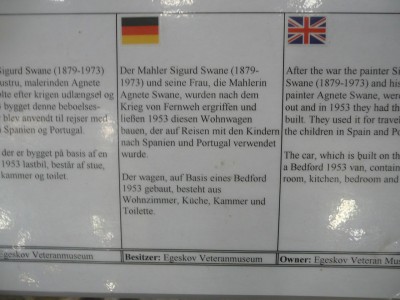 Sigurd Swane (1879-1973)
ustru, malerinden Agnete
olte efter krigen udlængsel og
bygget denne beboelses-
blev anvendt til rejser med
Spanien og Portugal.
der er bygget på basis af en
1953 lastbil, består af stue,
kammer og toilet.
Egeskov Veteranmuseum
Der Mahler Sigurd Swane (1879-
1973) und seine Frau, die Mahlerin
Agnete Swane, wurden nach dem
Krieg von Fernweh ergriffen und
ließen 1953 diesen Wohnwagen
bauen, der auf Reisen mit den Kindern
nach Spanien und Portugal verwendet
wurde.
Der wagen, auf Basis eines Bedford
1953 gebaut, besteht aus
Wohnzimmer, Küche, Kammer und
Toilette.
Besitzer: Egeskov Veteranmuseum
After the war the painter Sigurd
Swane (1879-1973) and his
painter Agnete Swane, were
out and in 1953 they had th
built. They used it for travel
the children in Spain and Po
The car, which is built on th
a Bedford 1953 van, contain
room, kitchen, bedroom and
Owner: Egeskov Veteran Mus